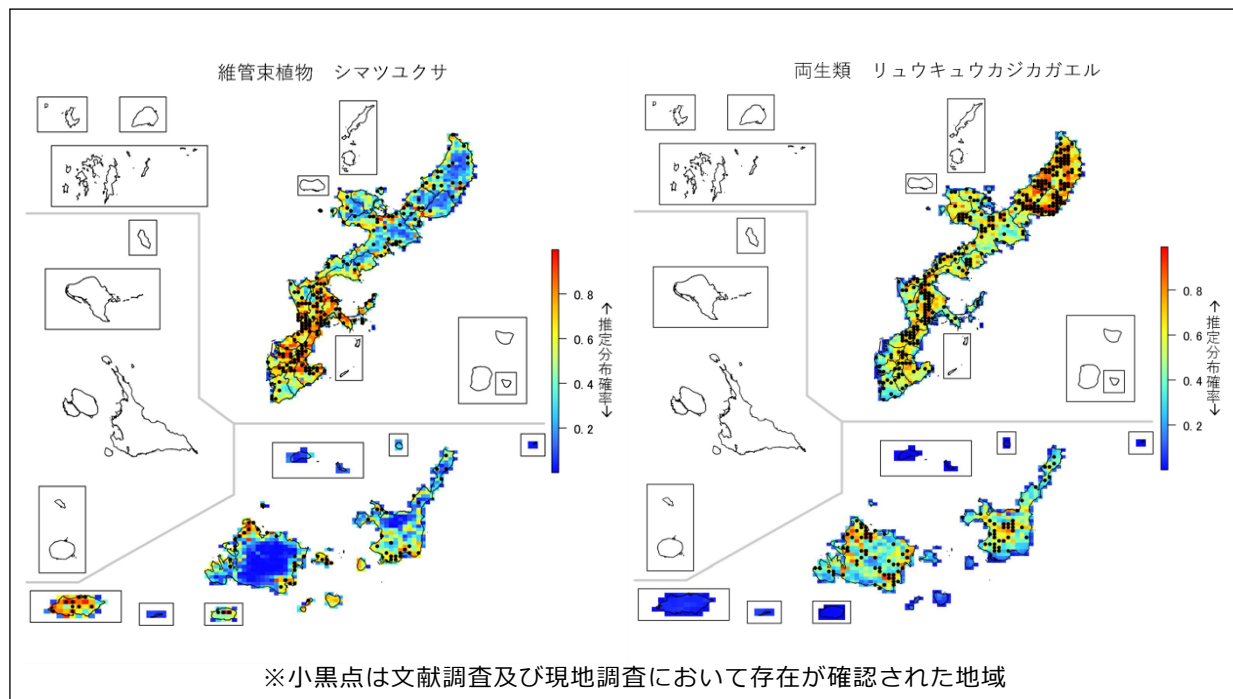 維管束植物 シマツユクサ
両生類 リュウキュウカジカガエル
0.8
0.6
0.4
0.2
↑推定分布確率↓
0.8
0.6
0.4
0.2
↑推定分布確率↓
※小黒点は文献調査及び現地調査において存在が確認された地域